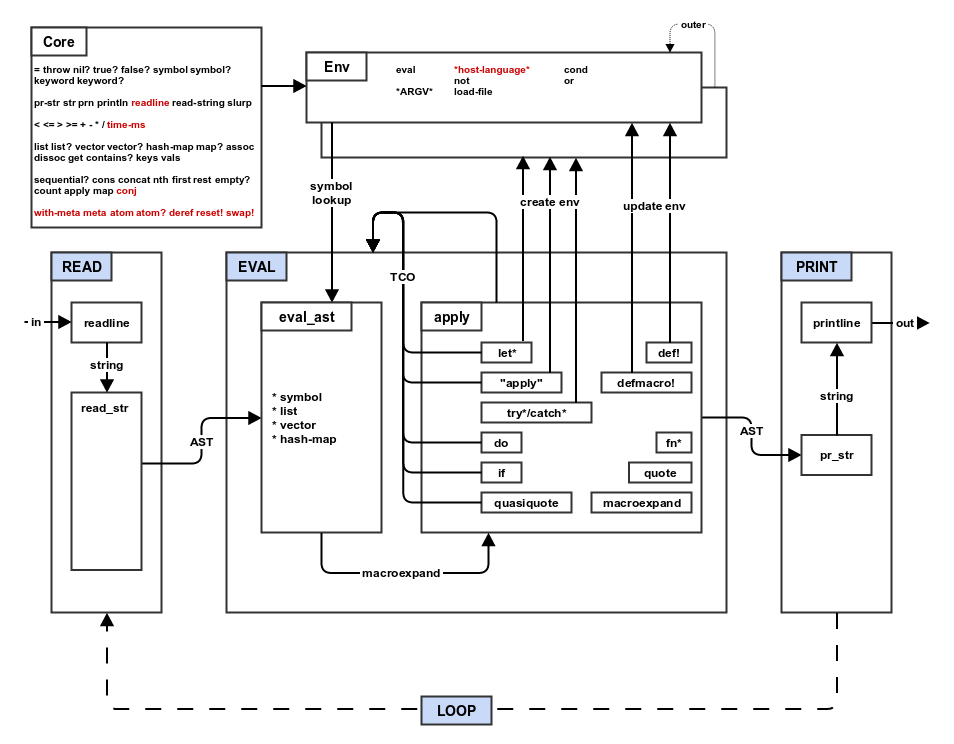 outer
Core
= throw nil? true? false? symbol symbol?
keyword keyword?
pr-str str prn println readline read-string slurp
< <= > >= + - * / time-ms
list list? vector vector? hash-map map? assoc
dissoc get contains? keys vals
sequential? cons concat nth first rest empty?
count apply map conj
with-meta meta atom atom? deref reset! swap!
Env
eval *host-language* cond
not or
*ARGV* load-file
symbol
lookup
create env
update env
READ
in
readline
string
read_str
AST
EVAL
TCO
eval_ast
* symbol
* list
* vector
* hash-map
macroexpand
apply
let*
def!
"apply"
defmacro!
try*/catch*
do
fn*
if
quote
quasiquote
macroexpand
AST
PRINT
printline
out
string
pr_str
LOOP